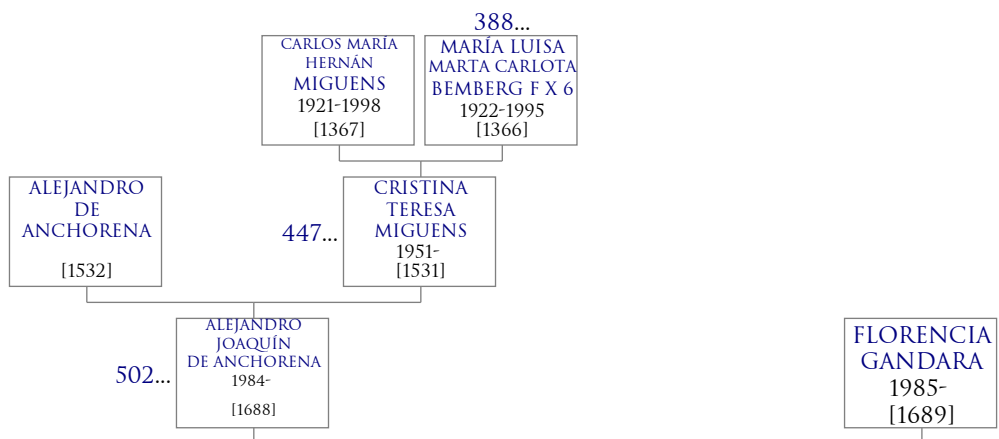 388...
CARLOS MARÍA
HERNÁN
MIGUENS
1921-1998
[1367]
MARÍA LUISA
MARTA CARLOTA
BEMBERG F X 6
1922-1995
[1366]
ALEJANDRO
DE
ANCHORENA
[1532]
447...
CRISTINA
TERESA
MIGUENS
1951-
[1531]
502...
ALEJANDRO
JOAQUÍN
DE ANCHORENA
1984-
[1688]
FLORENCIA
GANDARA
1985-
[1689]